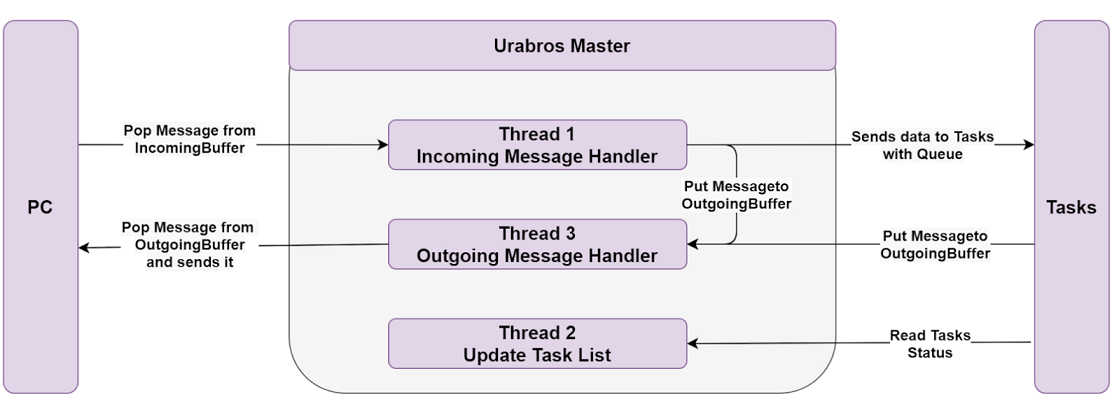 Urabros Master
PC
Pop Message from
IncomingBuffer
Thread 1
Incoming Message Handler
Sends data to Tasks
with Queue
Put Messageto
OutgoingBuffer
Tasks
Pop Message from
OutgoingBuffer
and sends it
Thread 3
Outgoing Message Handler
Put Messageto
OutgoingBuffer
Thread 2
Update Task List
Read Tasks
Status